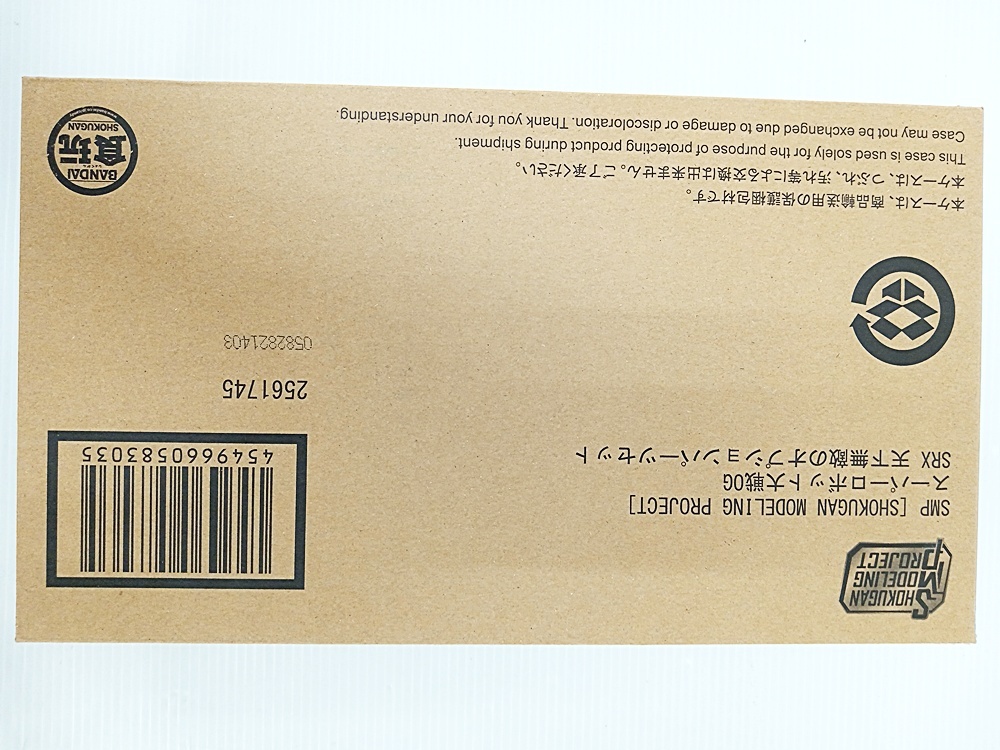 SHOKUGAN
MODELING
PROJECT
SMP [SHOKUGAN MODELING PROJECT]
スーパーロボット大戦OG
SRX 天下無敵のオプションパーツセット
4549660583035
2561745
0582821403
本ケースは、商品輸送用の保護梱包材です。
本ケースは、つぶれ、汚れ等による交換は出来ません。ご了承ください。
This case is used solely for the purpose of protecting product during shipment.
Case may not be exchanged due to damage or discoloration. Thank you for your understanding.
BANDAI
食玩
SHOKUGAN